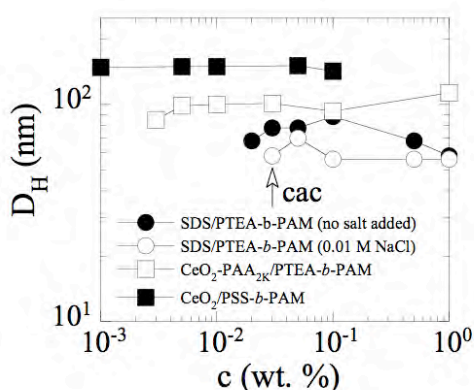 D_H (nm)
10²
10¹
cac
SDS/PTEA-b-PAM (no salt added)
SDS/PTEA-b-PAM (0.01 M NaCl)
CeO₂-PAA₂ₖ/PTEA-b-PAM
CeO₂/PSS-b-PAM
10⁻³ 10⁻² 10⁻¹ 10⁰
c (wt. %)